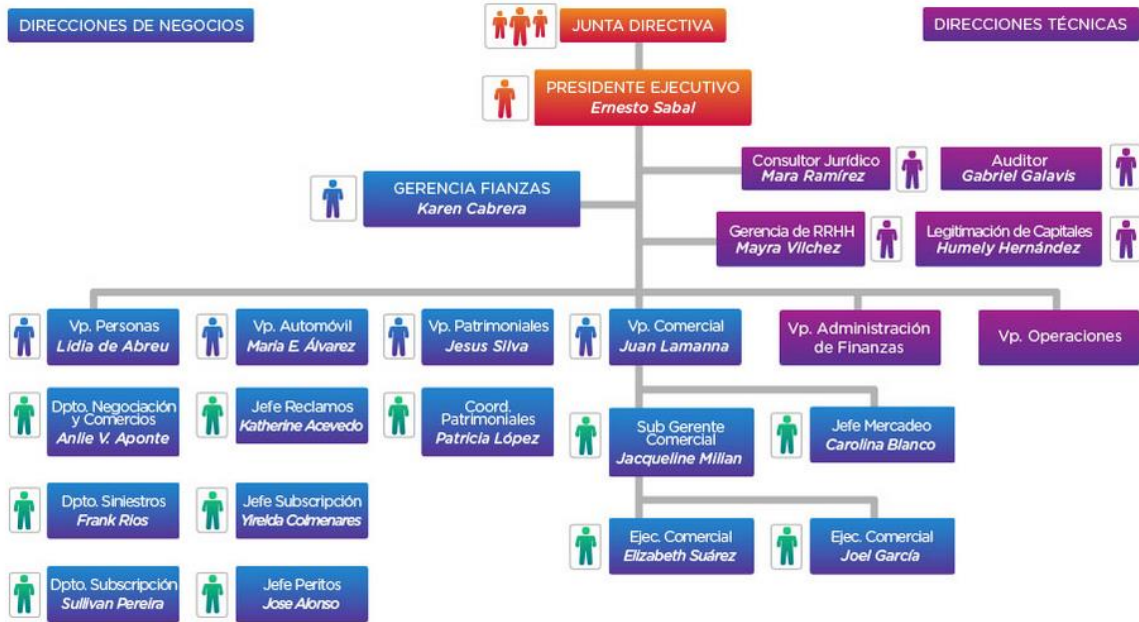 DIRECCIONES DE NEGOCIOS
JUNTA DIRECTIVA
DIRECCIONES TÉCNICAS
PRESIDENTE EJECUTIVO
Ernesto Sabal
Consultor Jurídico
Mara Ramírez
Auditor
Gabriel Galavis
GERENCIA FIANZAS
Karen Cabrera
Gerencia de RRHH
Mayra Vilchez
Legitimación de Capitales
Humely Hernández
Vp. Personas
Lidia de Abreu
Vp. Automóvil
Maria E. Álvarez
Vp. Patrimoniales
Jesus Silva
Vp. Comercial
Juan Lamanna
Vp. Administración
de Finanzas
Vp. Operaciones
Dpto. Negociación
y Comercios
Anlie V. Aponte
Jefe Reclamos
Katherine Acevedo
Coord.
Patrimoniales
Patricia López
Sub Gerente
Comercial
Jacqueline Millan
Jefe Mercadeo
Carolina Blanco
Dpto. Siniestros
Frank Rios
Jefe Subscripción
Yirelda Colmenares
Ejec. Comercial
Elizabeth Suárez
Ejec. Comercial
Joel García
Dpto. Subscripción
Sullivan Pereira
Jefe Peritos
Jose Alonso